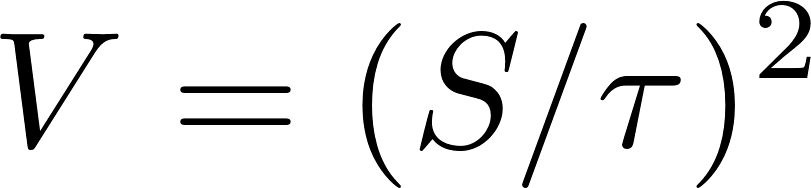 V = (S/τ)²